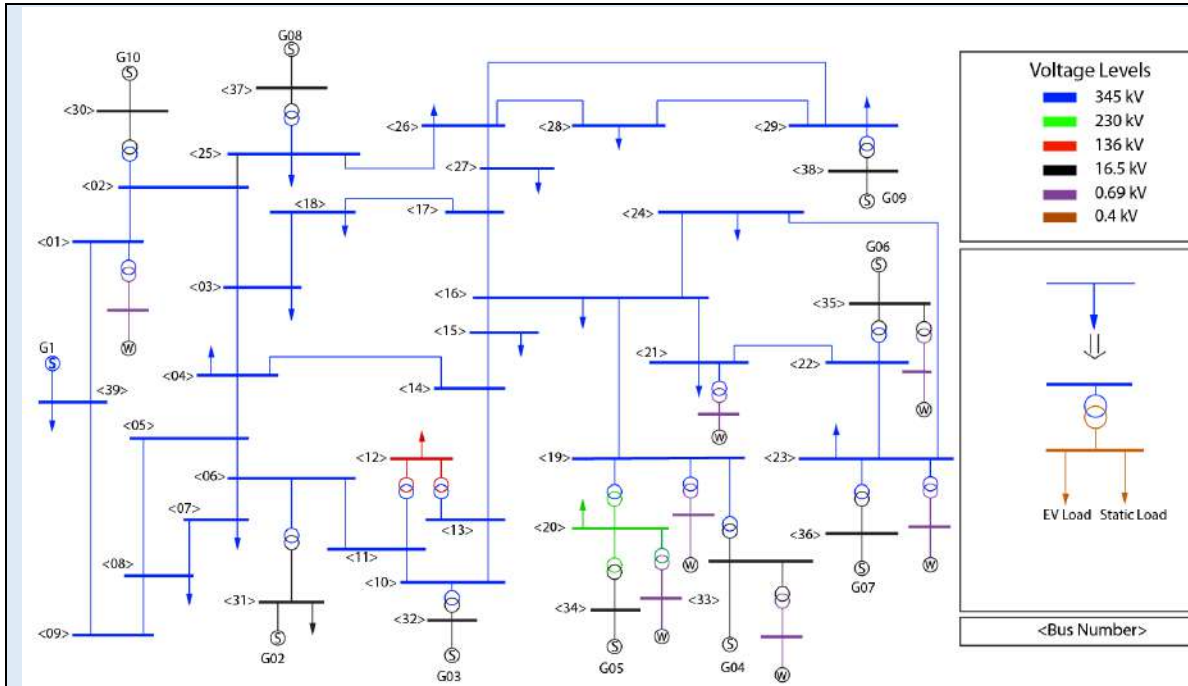 G10
G08
<30>
<37>
<26>
<28>
<29>
<25>
<27>
<38>
<02>
G09
<18>
<17>
<24>
<01>
G06
<03>
<16>
<35>
<15>
G1
<21>
<22>
<04>
<14>
<39>
<05>
<12>
<19>
<23>
<06>
<07>
<13>
<20>
<36>
<11>
<08>
<10>
G07
<31>
<32>
<34>
<33>
<09>
G02
G03
G05
G04
S
S
S
S
S
S
S
S
S
S
W
W
W
W
W
W
W
Voltage Levels
345 kV
230 kV
136 kV
16.5 kV
0.69 kV
0.4 kV
EV Load Static Load
<Bus Number>